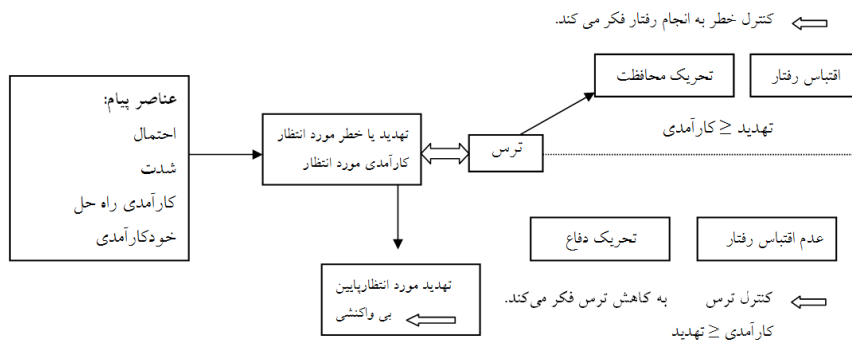 کنترل خطر به انجام رفتار فکر می کند.
اقتباس رفتار
تحریک محافظت
تهدید ≥ کارآمدی
عناصر پیام:
احتمال
شدت
کارآمدی راه حل
خودکارآمدی
تهدید یا خطر مورد انتظار
کارآمدی مورد انتظار
ترس
عدم اقتباس رفتار
تحریک دفاع
تهدید مورد انتظارپایین
بی واکنشی
کنترل ترس به کاهش ترس فکر می‌کند.
کارآمدی ≥ تهدید